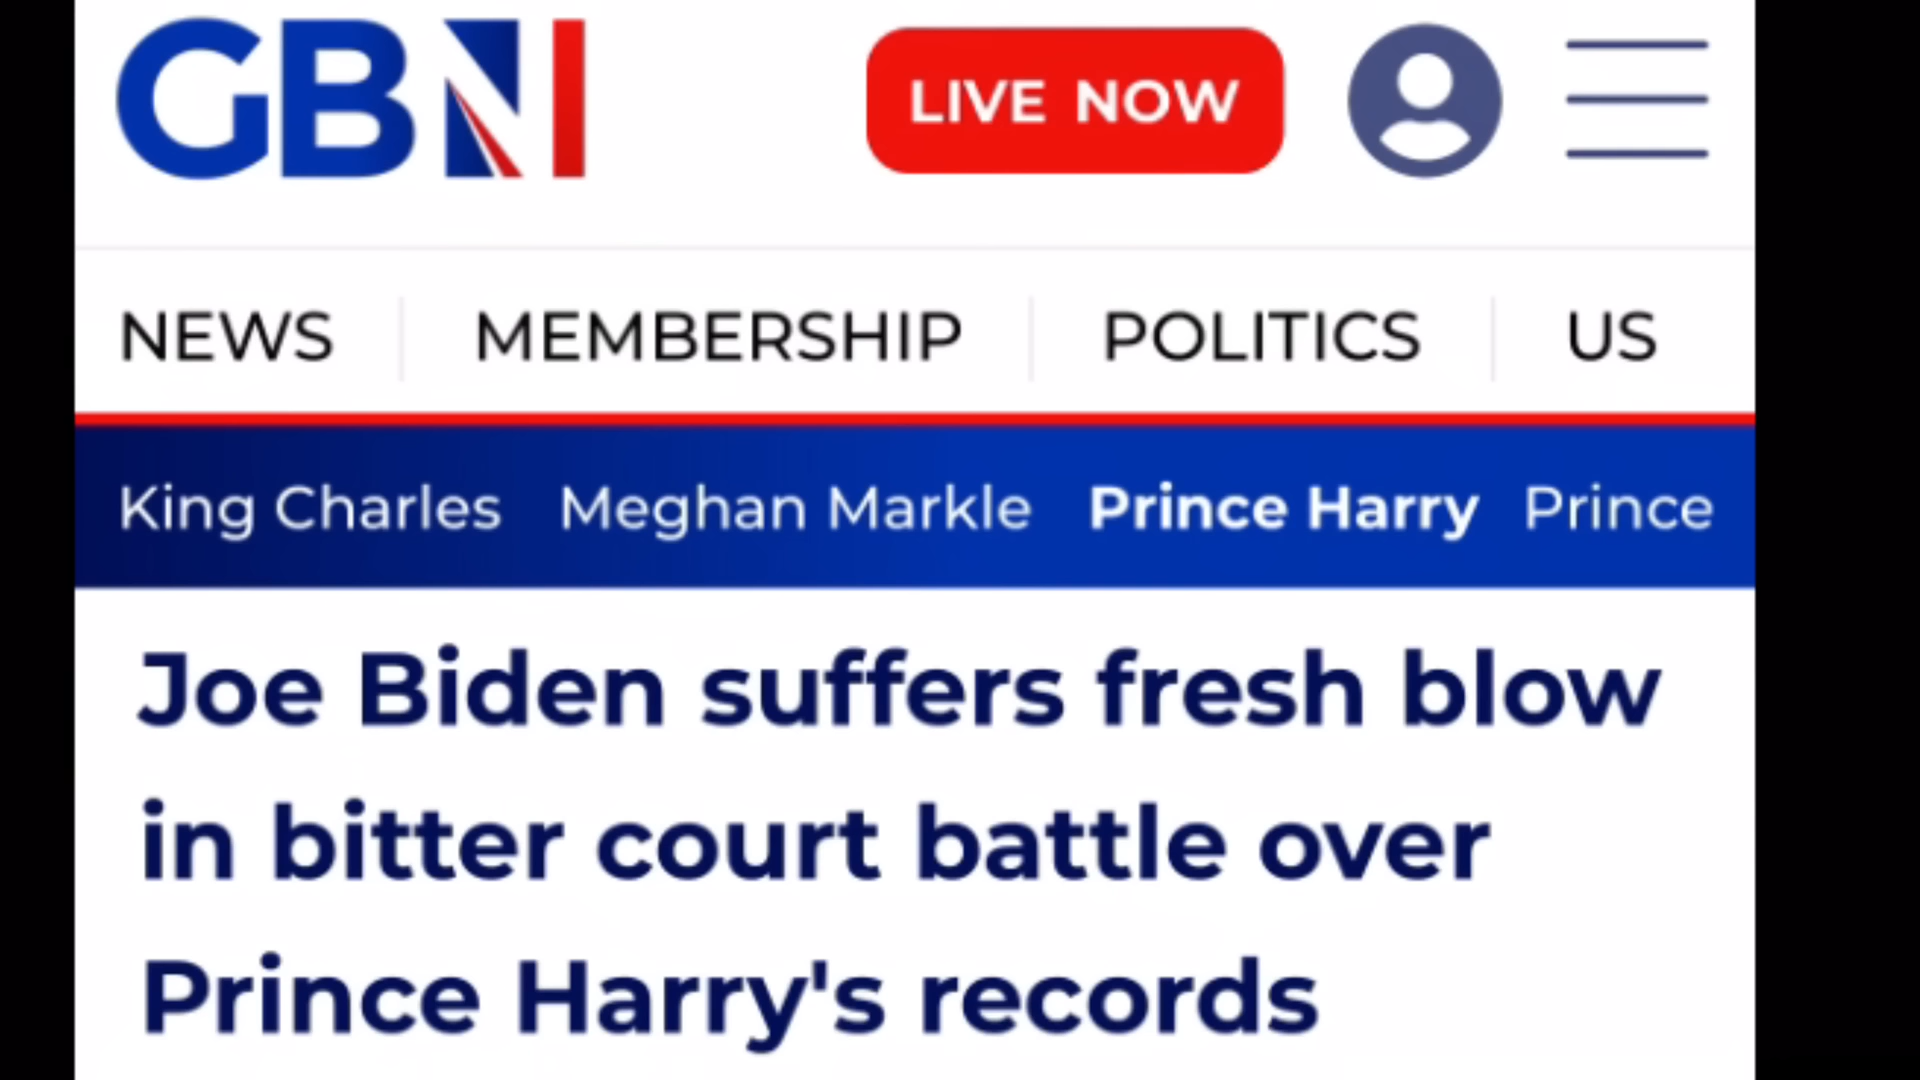 GBN
LIVE NOW
NEWS
MEMBERSHIP
POLITICS
US
King Charles
Meghan Markle
Prince Harry
Prince
Joe Biden suffers fresh blow
in bitter court battle over
Prince Harry's records